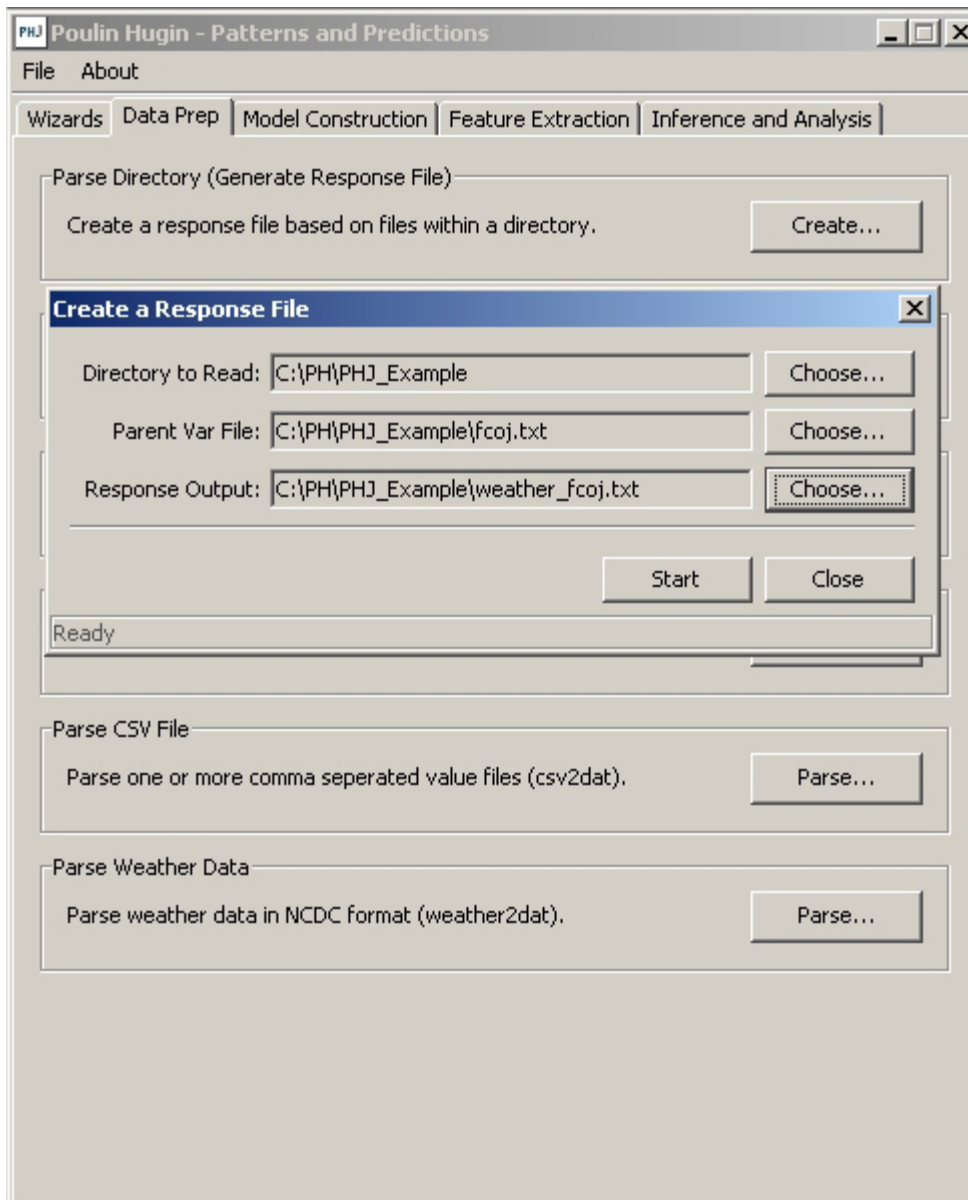 PHJ Poulin Hugin - Patterns and Predictions
File About
Wizards Data Prep Model Construction Feature Extraction Inference and Analysis
Parse Directory (Generate Response File)
Create a response file based on files within a directory. Create...
Create a Response File
Directory to Read: C:\PH\PHJ_Example Choose...
Parent Var File: C:\PH\PHJ_Example\fcoj.txt Choose...
Response Output: C:\PH\PHJ_Example\weather_fcoj.txt Choose...
Start Close
Ready
Parse CSV File
Parse one or more comma seperated value files (csv2dat). Parse...
Parse Weather Data
Parse weather data in NCDC format (weather2dat). Parse...